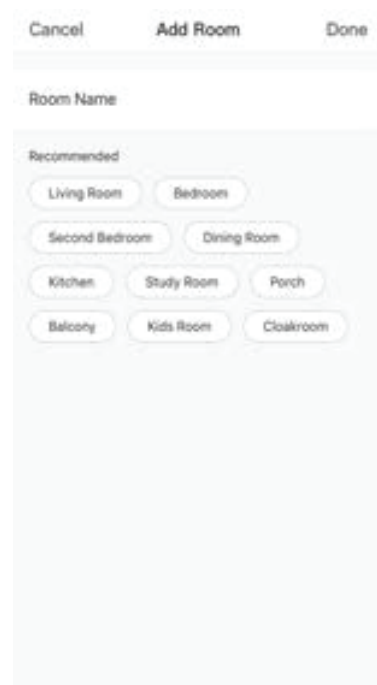 Cancel Add Room Done
Room Name
Recommended
Living Room Bedroom
Second Bedroom Dining Room
Kitchen Study Room Porch
Balcony Kids Room Cloakroom